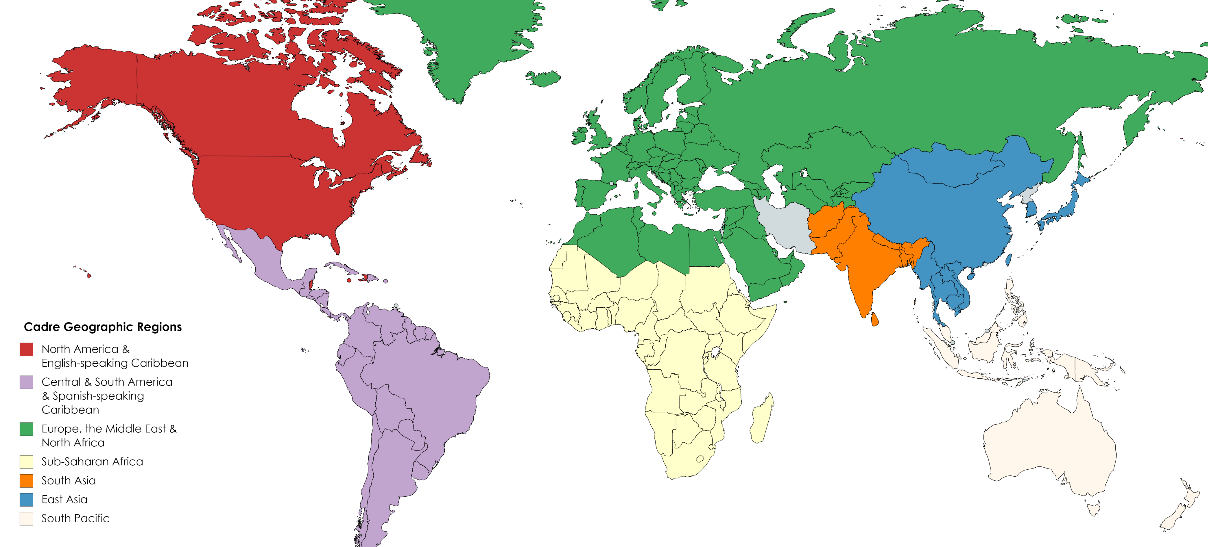 Cadre Geographic Regions
North America &
English-speaking Caribbean
Central & South America
& Spanish-speaking
Caribbean
Europe, the Middle East &
North Africa
Sub-Saharan Africa
South Asia
East Asia
South Pacific